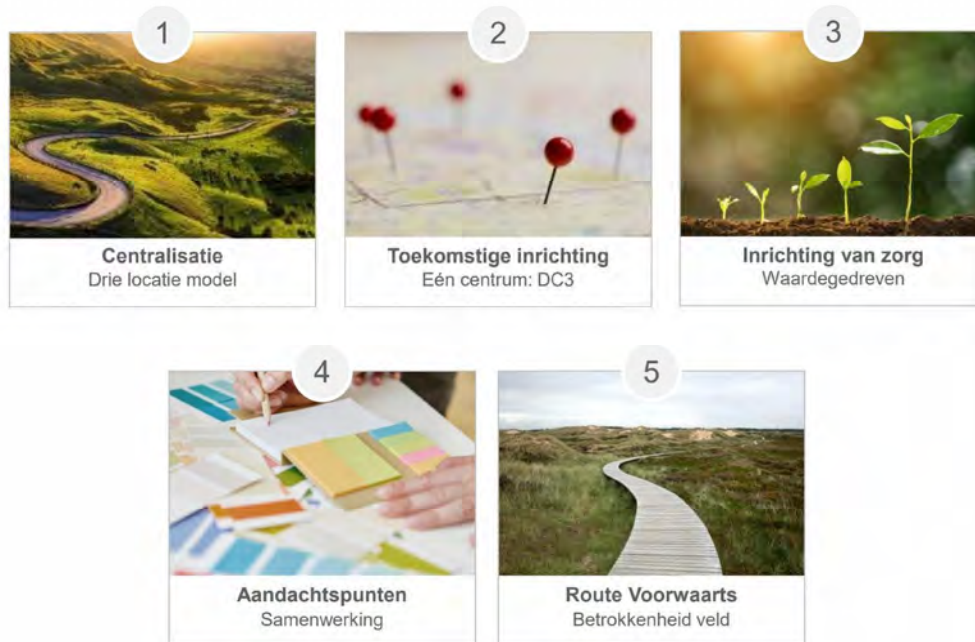 1
Centralisatie
Drie locatie model
2
Toekomstige inrichting
Eén centrum: DC3
3
Inrichting van zorg
Waardegedreven
4
Aandachtspunten
Samenwerking
5
Route Voorwaarts
Betrokkenheid veld